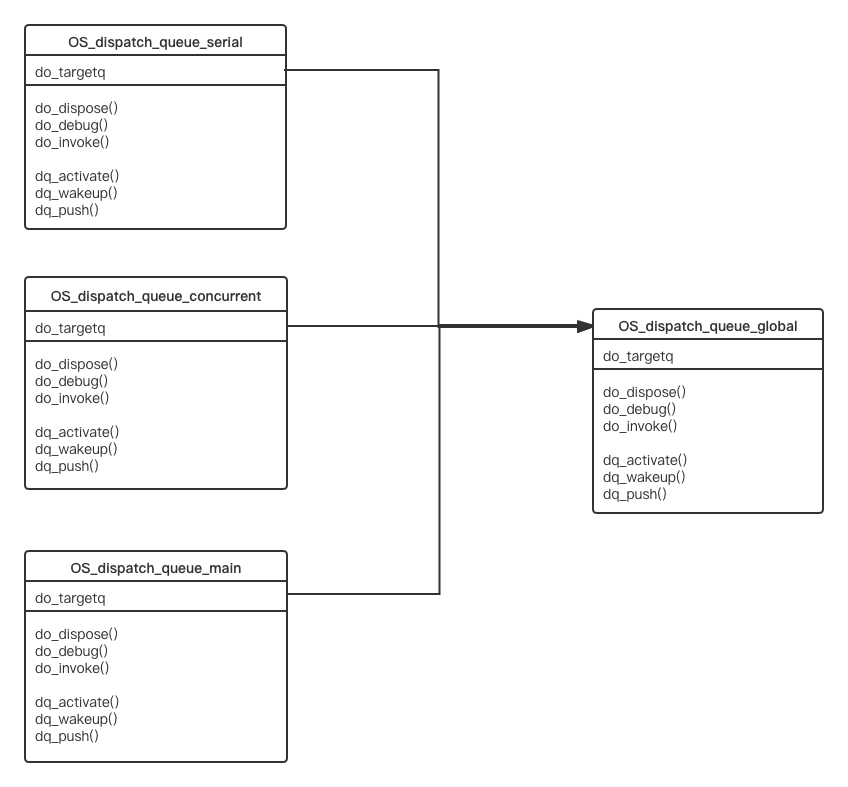 OS_dispatch_queue_serial
do_targetq
do_dispose()
do_debug()
do_invoke()
dq_activate()
dq_wakeup()
dq_push()
OS_dispatch_queue_concurrent
do_targetq
do_dispose()
do_debug()
do_invoke()
dq_activate()
dq_wakeup()
dq_push()
OS_dispatch_queue_main
do_targetq
do_dispose()
do_debug()
do_invoke()
dq_activate()
dq_wakeup()
dq_push()
OS_dispatch_queue_global
do_targetq
do_dispose()
do_debug()
do_invoke()
dq_activate()
dq_wakeup()
dq_push()